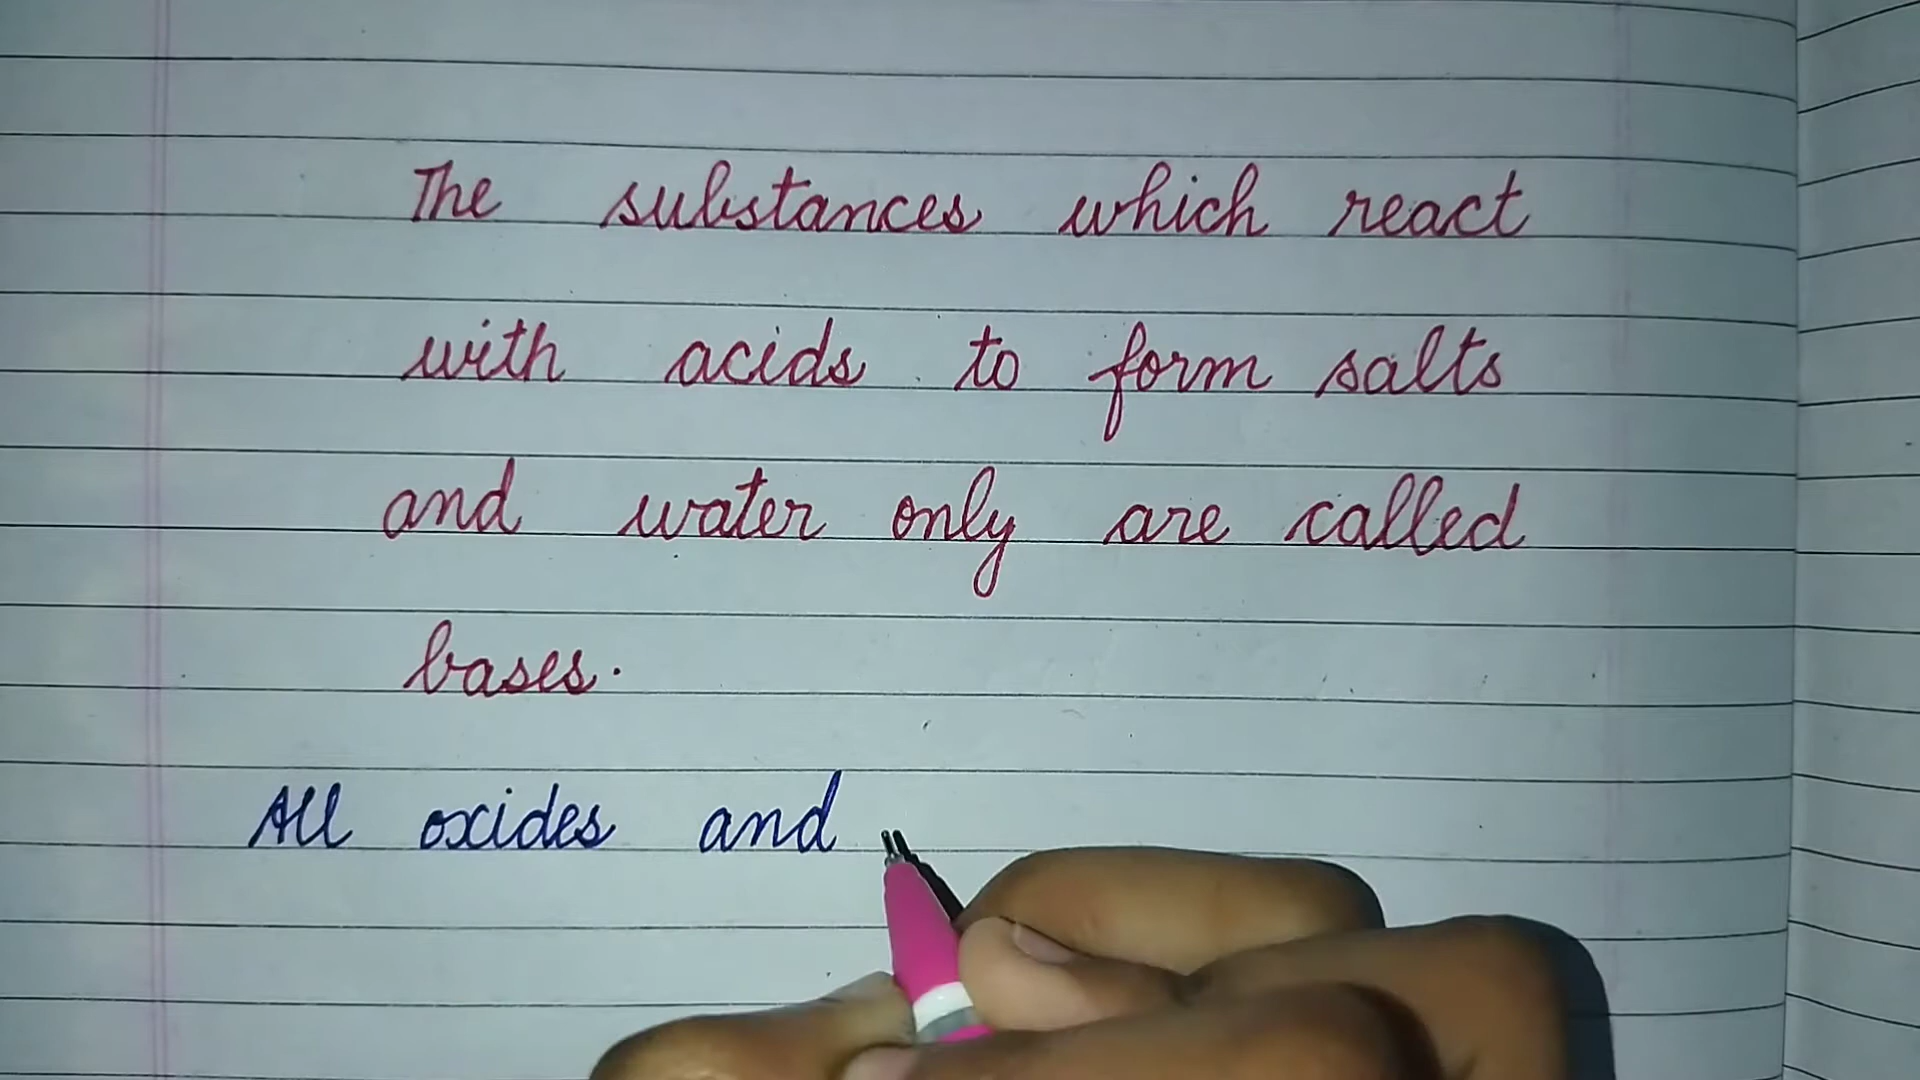 The substances which react
with acids to form salts
and water only are called
bases.
All oxides and